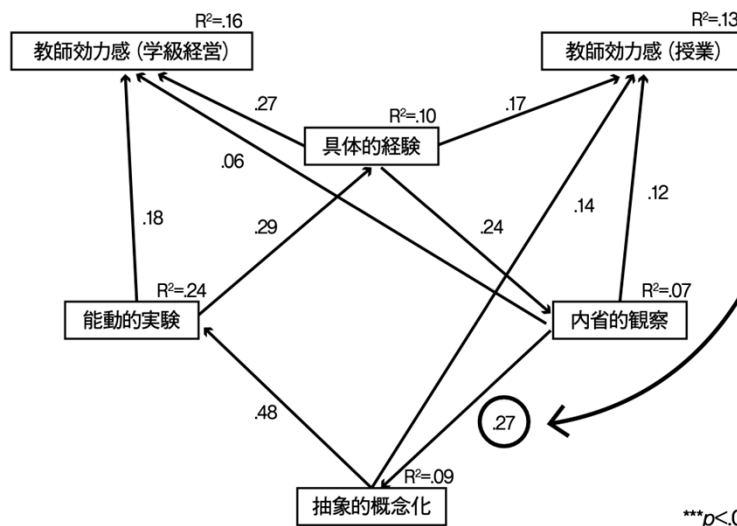 R²=.16
教師効力感（学級経営）
R²=.13
教師効力感（授業）
.27
R²=.10
具体的経験
.17
.06
.18
.29
.24
.14
.12
R²=.24
能動的実験
R²=.07
内省的観察
.48
.27
R²=.09
抽象的概念化
***p<.0